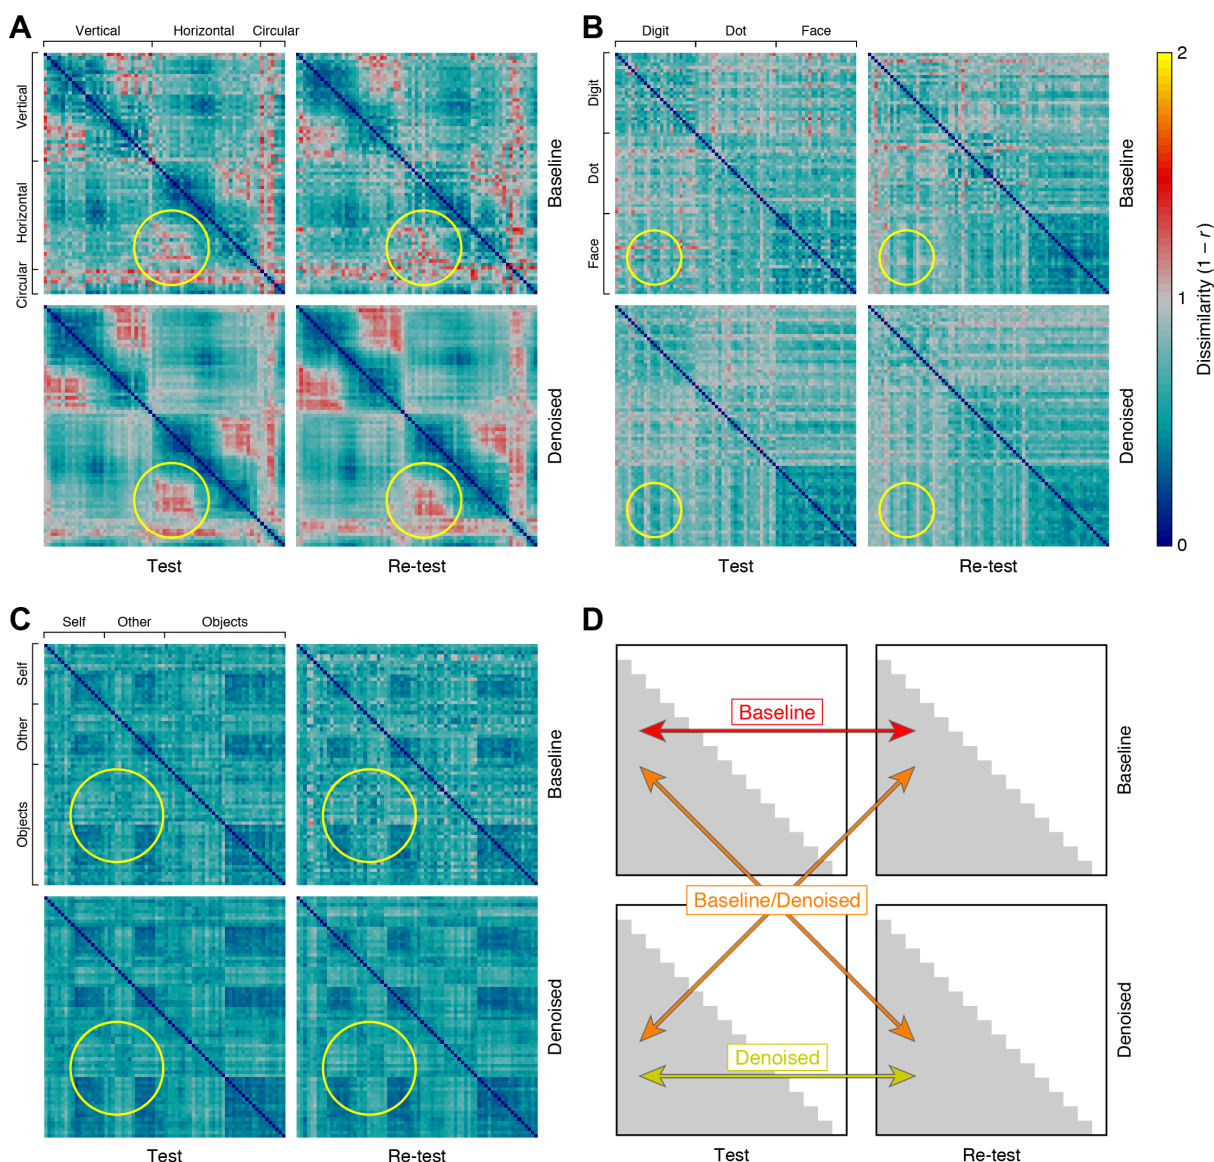 A
Vertical Horizontal Circular
Vertical
Horizontal
Circular
Baseline
Denoised
Test Re-test
B
Digit Dot Face
Digit
Dot
Face
Baseline
Denoised
Test Re-test
2
1
0
Dissimilarity (1 − r)
C
Self Other Objects
Self
Other
Objects
Baseline
Denoised
Test Re-test
D
Baseline
Baseline/Denoised
Denoised
Baseline
Denoised
Test Re-test